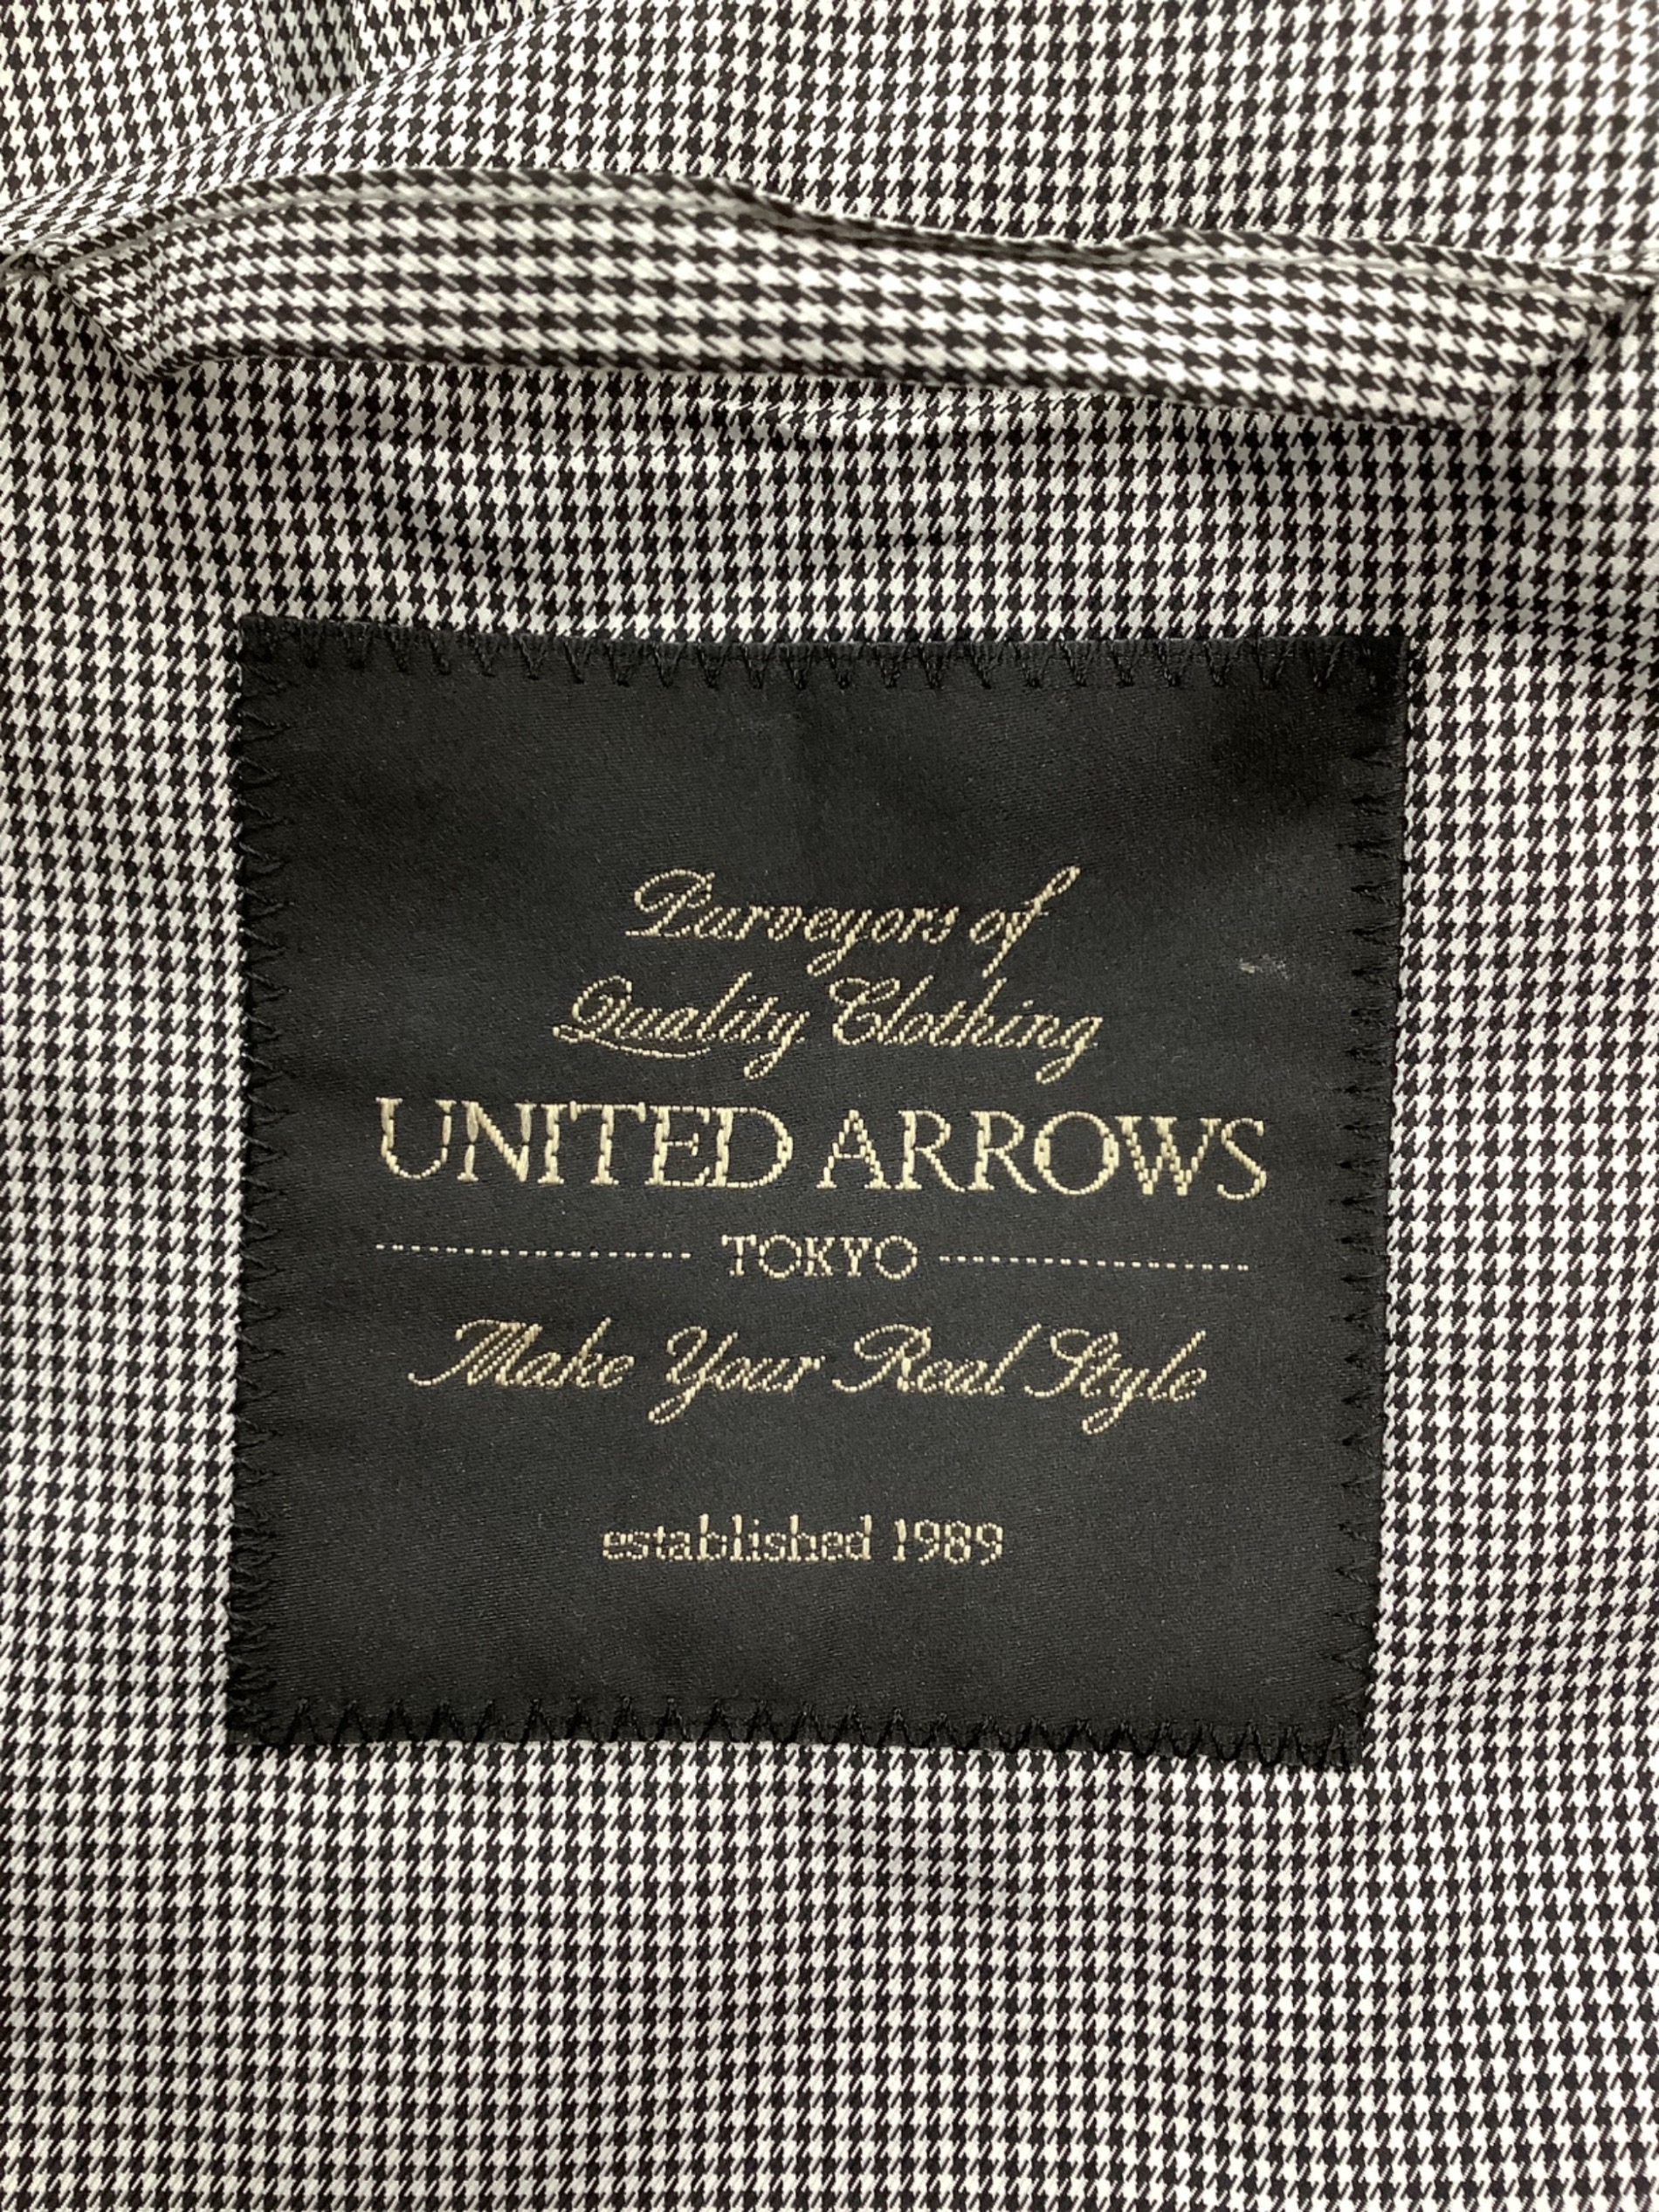 Purveyors of
Quality Clothing
UNITED ARROWS
TOKYO
Make Your Real Style
established 1989